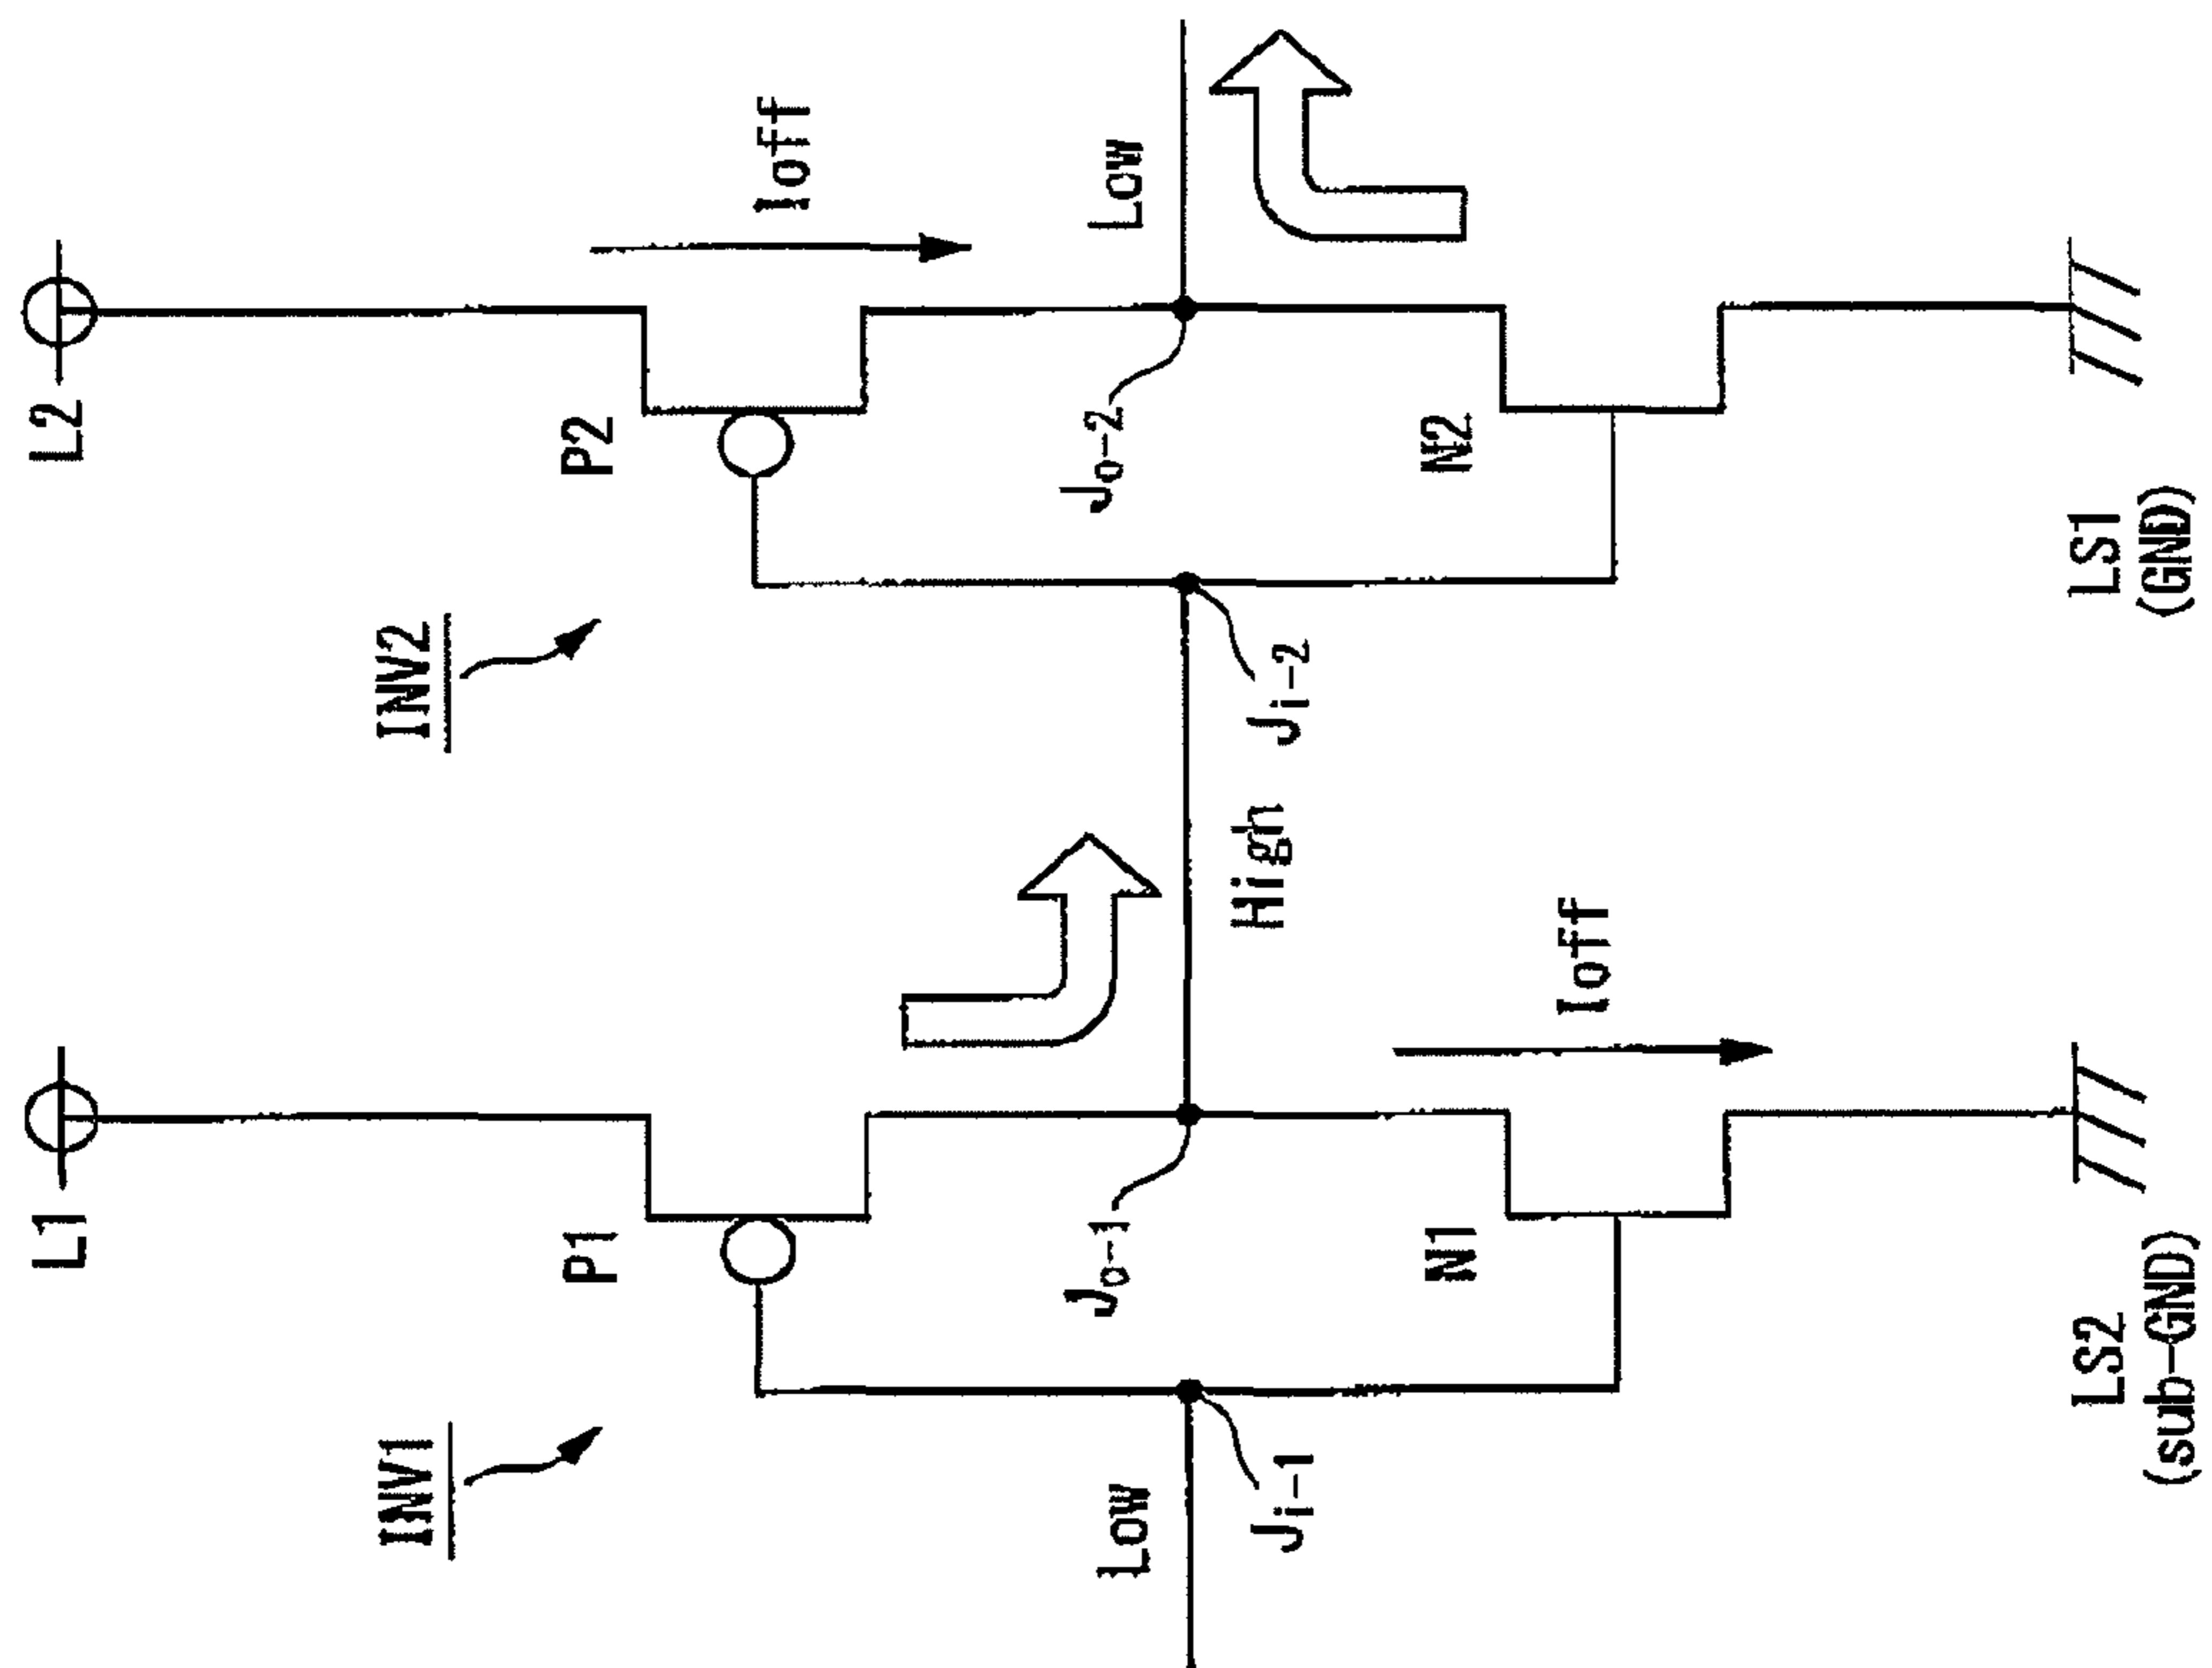 L1
L2
INV1
INV2
P1
P2
Ioff
Low
Jo-1
Jo-2
Low
High
Ji-1
Ji-2
N1
N2
Ioff
LS2
(sub-GND)
LS1
(GND)